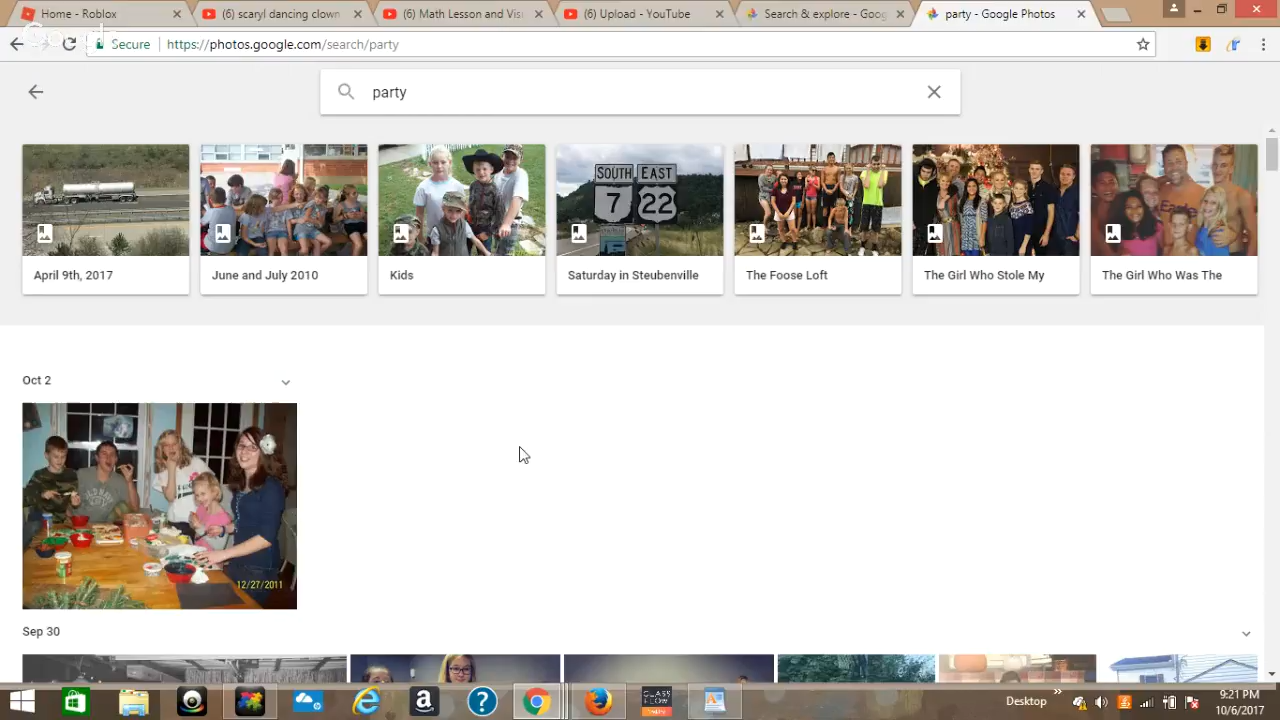 Home - Roblox
(6) scaryl dancing clown
(6) Math Lesson and Vis
(6) Upload - YouTube
Search & explore - Goog
party - Google Photos
Secure
https://photos.google.com/search/party
party
SOUTH EAST
7 22
April 9th, 2017
June and July 2010
Kids
Saturday in Steubenville
The Foose Loft
The Girl Who Stole My
The Girl Who Was The
Oct 2
12/27/2011
Sep 30
CLASS
FLOW
Desktop
9:21 PM
10/6/2017